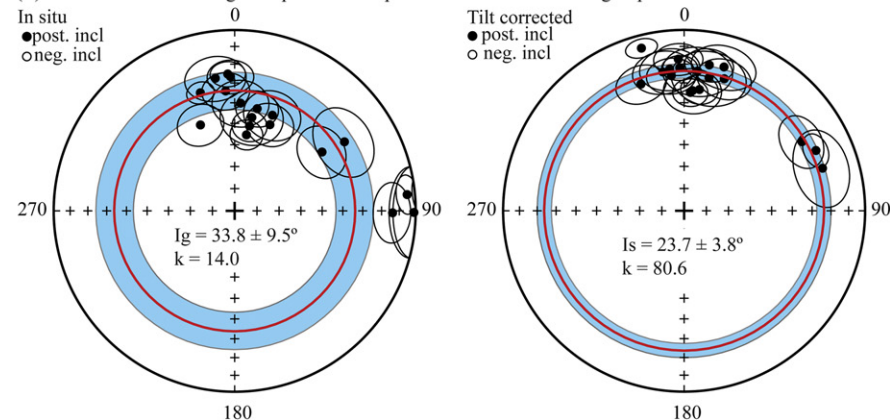 In situ
●post. incl
○neg. incl
0
270
90
Ig = 33.8 ± 9.5º
k = 14.0
180
Tilt corrected
● post. incl
○ neg. incl
0
270
90
Is = 23.7 ± 3.8º
k = 80.6
180